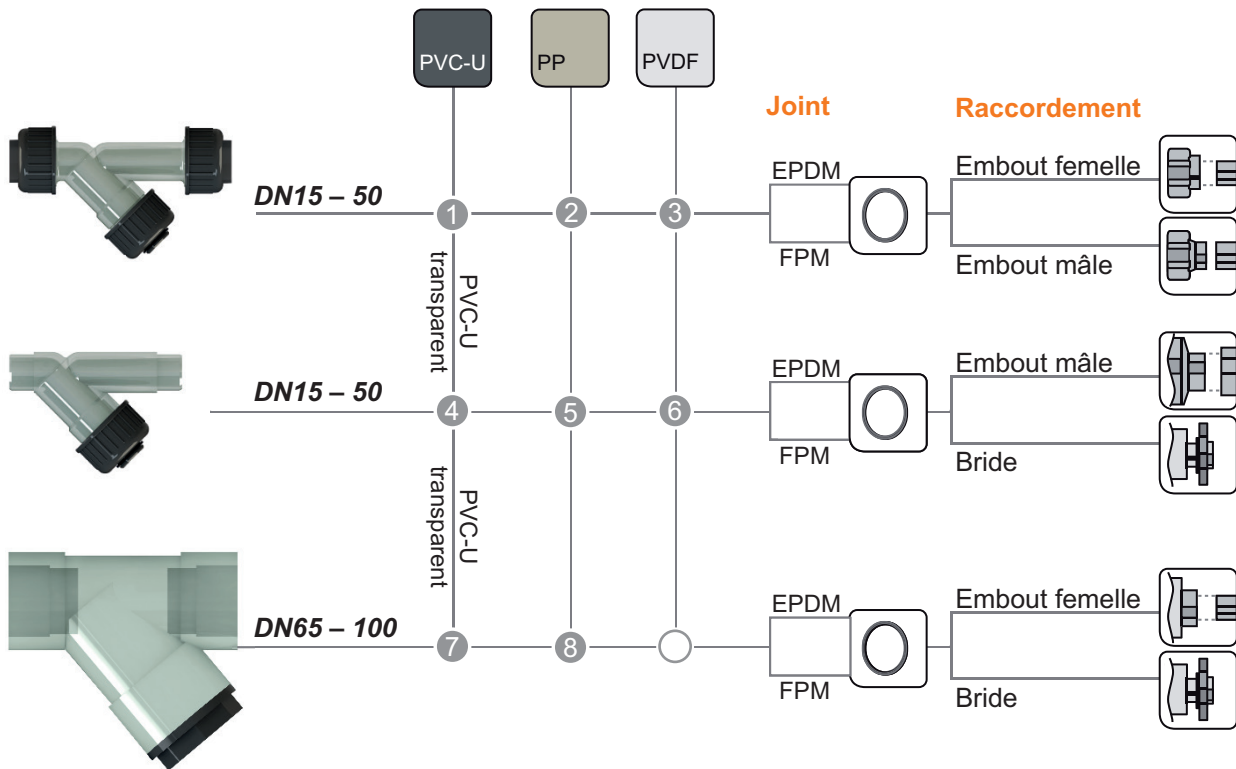 PVC-U
PP
PVDF
Joint
Raccordement
EPDM
Embout femelle
DN15 – 50
1
2
3
FPM
Embout mâle
PVC-U
transparent
EPDM
Embout mâle
DN15 – 50
4
5
6
FPM
Bride
PVC-U
transparent
EPDM
Embout femelle
DN65 – 100
7
8
FPM
Bride